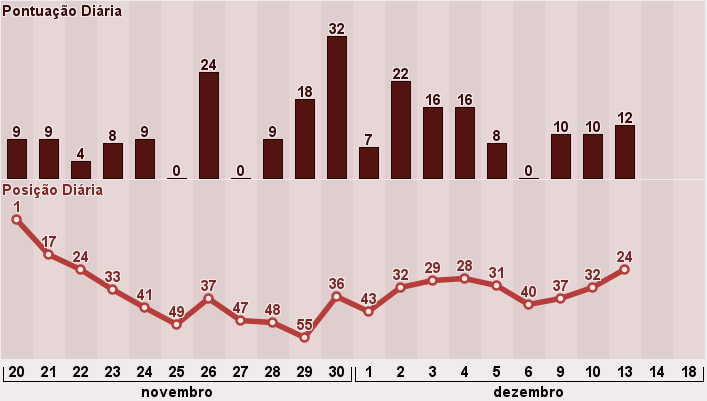 Pontuação Diária
9 9 4 8 9 0 24 0 9 18 32 7 22 16 16 8 0 10 10 12
Posição Diária
1 17 24 33 41 49 37 47 48 55 36 43 32 29 28 31 40 37 32 24
20 21 22 23 24 25 26 27 28 29 30 1 2 3 4 5 6 9 10 13 14 18
novembro dezembro